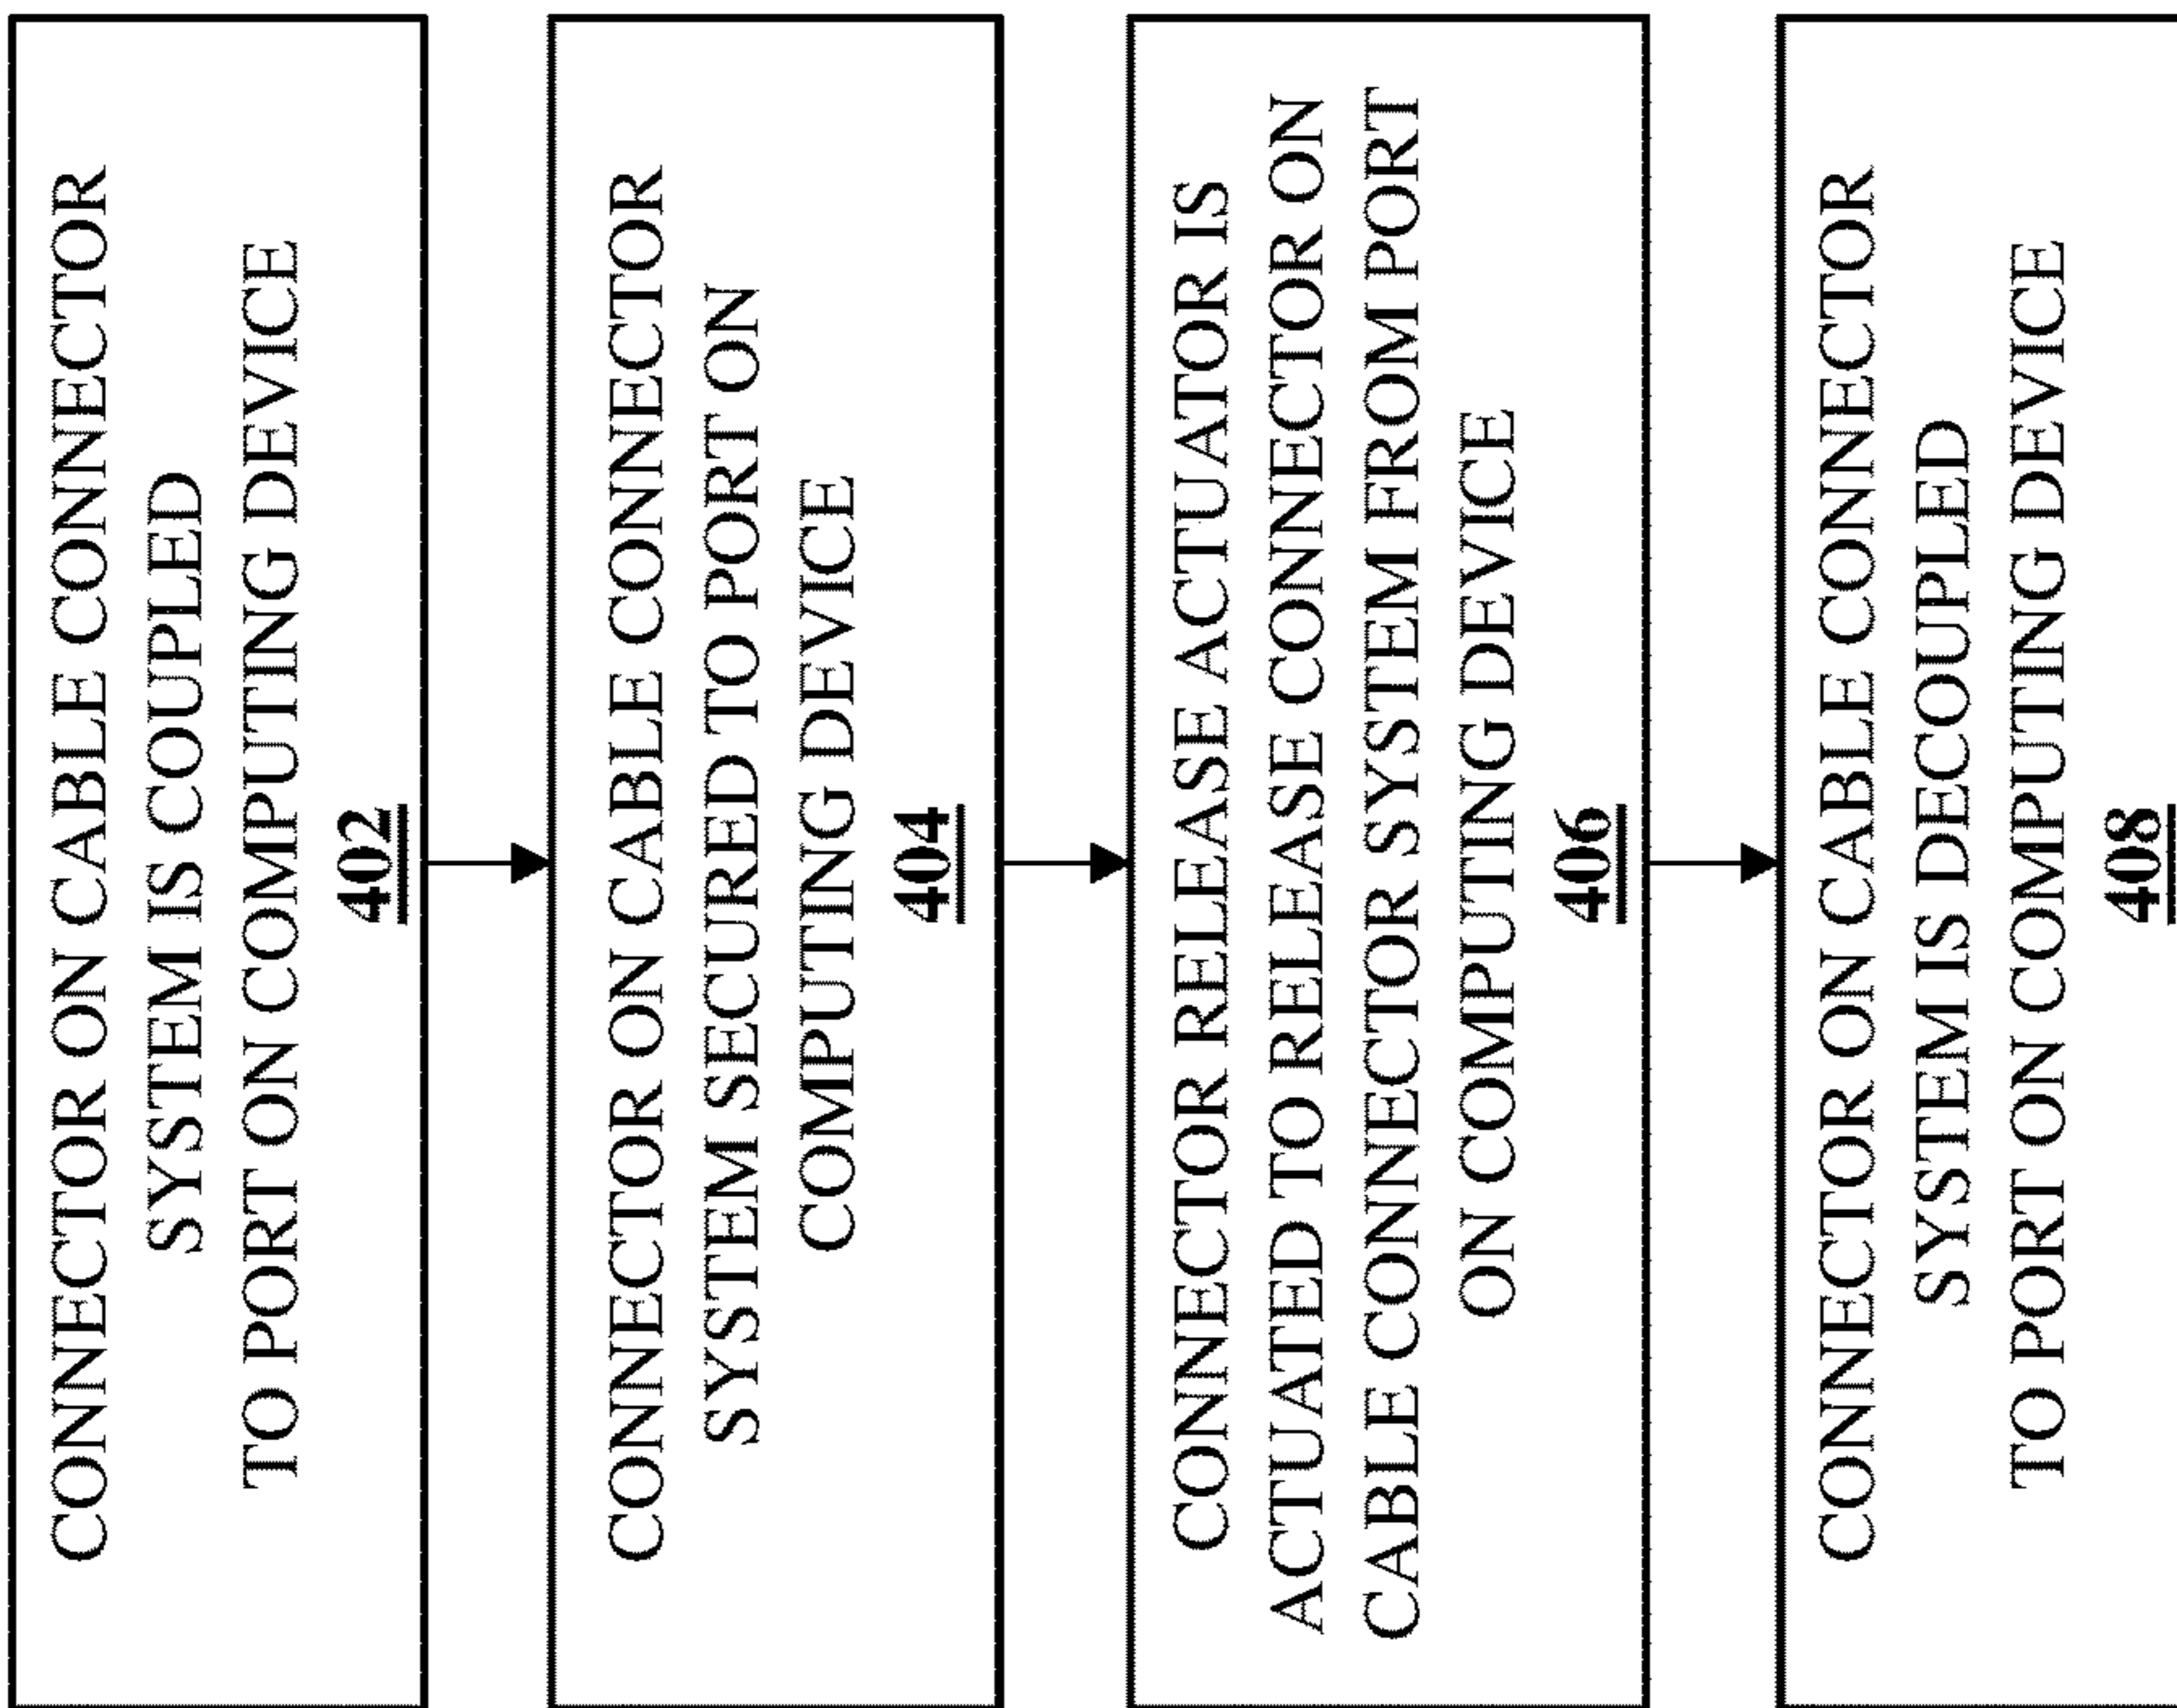 CONNECTOR ON CABLE CONNECTOR
SYSTEM IS COUPLED
TO PORT ON COMPUTING DEVICE
402
CONNECTOR ON CABLE CONNECTOR
SYSTEM SECURED TO PORT ON
COMPUTING DEVICE
404
CONNECTOR RELEASE ACTUATOR IS
ACTUATED TO RELEASE CONNECTOR ON
CABLE CONNECTOR SYSTEM FROM PORT
ON COMPUTING DEVICE
406
CONNECTOR ON CABLE CONNECTOR
SYSTEM IS DECOUPLED
TO PORT ON COMPUTING DEVICE
408